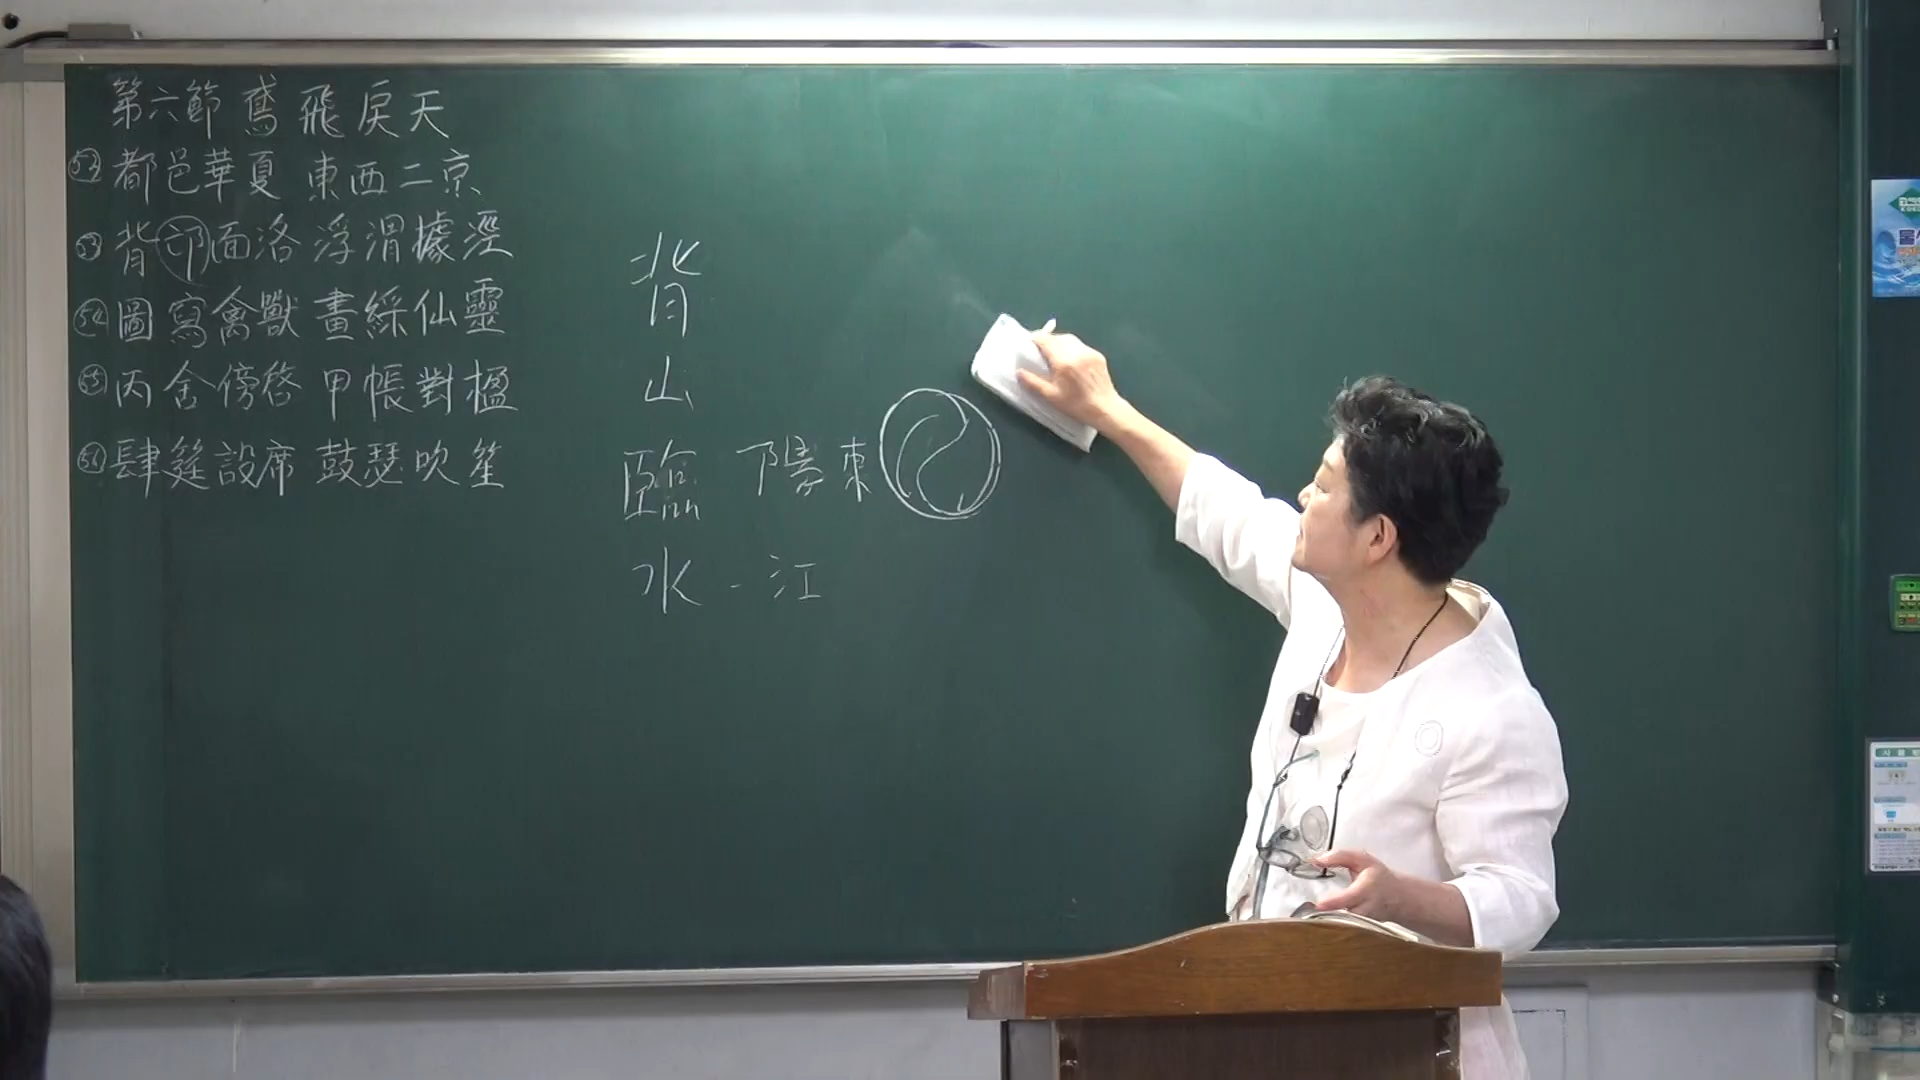 第六節 鳶飛戾天
52 都邑華夏 東西二京
53 背邙面洛 浮渭據涇
54 圖寫禽獸 畫綵仙靈
55 丙舍傍啓 甲帳對楹
56 肆筵設席 鼓瑟吹笙
背
山
臨 下陽 東
水 - 江